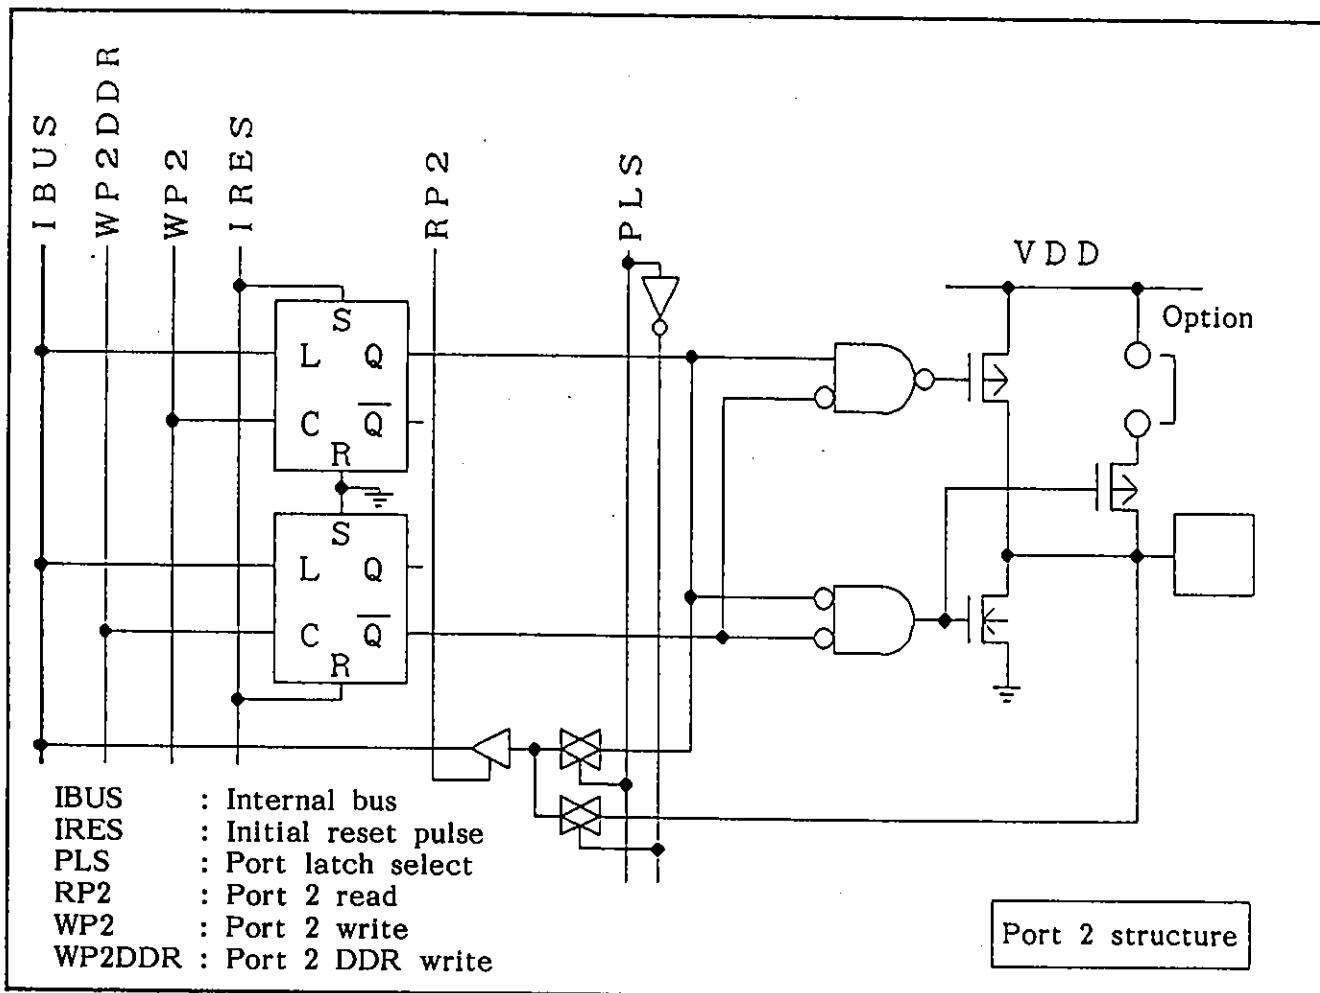 IBUS
WP2DDR
WP2
IRES
RP2
PLS
VDD
Option
S
L Q
C Q̅
R
S
L Q
C Q̅
R
IBUS : Internal bus
IRES : Initial reset pulse
PLS : Port latch select
RP2 : Port 2 read
WP2 : Port 2 write
WP2DDR : Port 2 DDR write
Port 2 structure